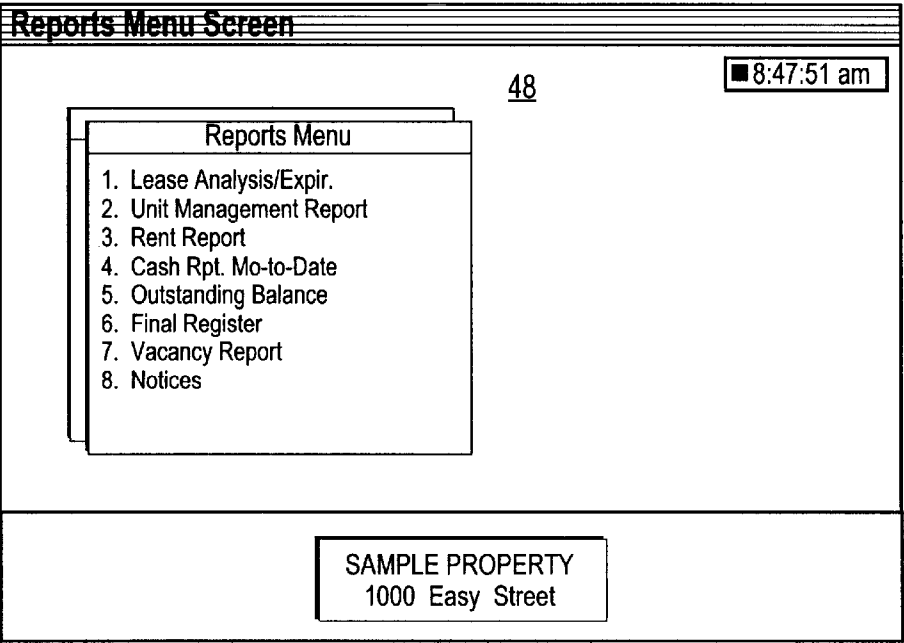 Reports Menu Screen
48
■8:47:51 am
Reports Menu
1. Lease Analysis/Expir.
2. Unit Management Report
3. Rent Report
4. Cash Rpt. Mo-to-Date
5. Outstanding Balance
6. Final Register
7. Vacancy Report
8. Notices
SAMPLE PROPERTY
1000 Easy Street